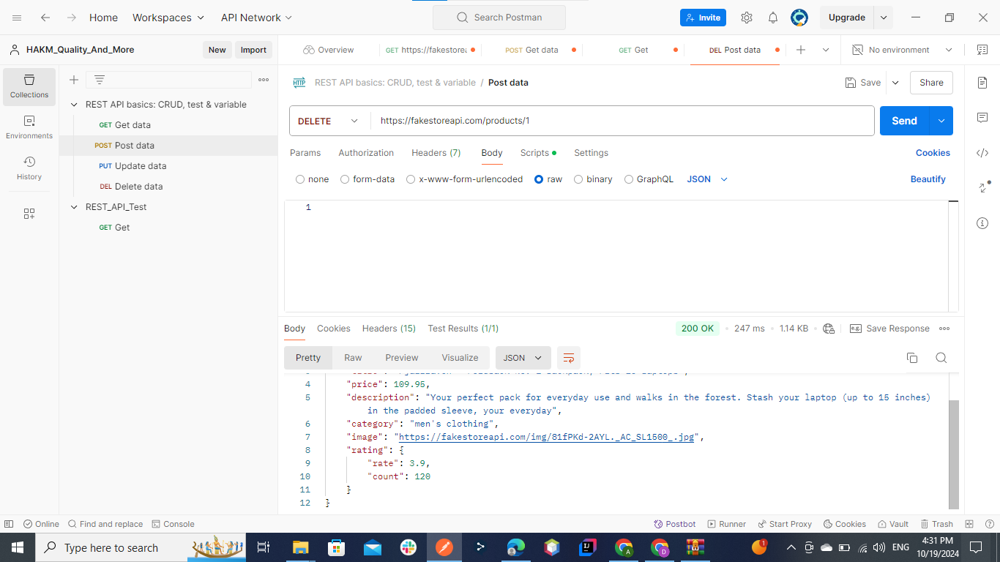 Home Workspaces API Network Search Postman Invite Upgrade
HAKM_Quality_And_More New Import Overview GET https://fakestorea POST Get data GET Get DEL Post data No environment
Collections
Environments
History
REST API basics: CRUD, test & variable
GET Get data
POST Post data
PUT Update data
DEL Delete data
REST_API_Test
GET Get
HTTP REST API basics: CRUD, test & variable / Post data Save Share
DELETE https://fakestoreapi.com/products/1 Send
Params Authorization Headers (7) Body Scripts Settings Cookies
none form-data x-www-form-urlencoded raw binary GraphQL JSON Beautify
1
Body Cookies Headers (15) Test Results (1/1) 200 OK 247 ms 1.14 KB e.g. Save Response
Pretty Raw Preview Visualize JSON
4 "price": 109.95,
5 "description": "Your perfect pack for everyday use and walks in the forest. Stash your laptop (up to 15 inches)
in the padded sleeve, your everyday",
6 "category": "men's clothing",
7 "image": "https://fakestoreapi.com/img/81fPKd-2AYL._AC_SL1500_.jpg",
8 "rating": {
9 "rate": 3.9,
10 "count": 120
11 }
12 }
Online Find and replace Console Postbot Runner Start Proxy Cookies Vault Trash
Type here to search ENG 4:31 PM
10/19/2024